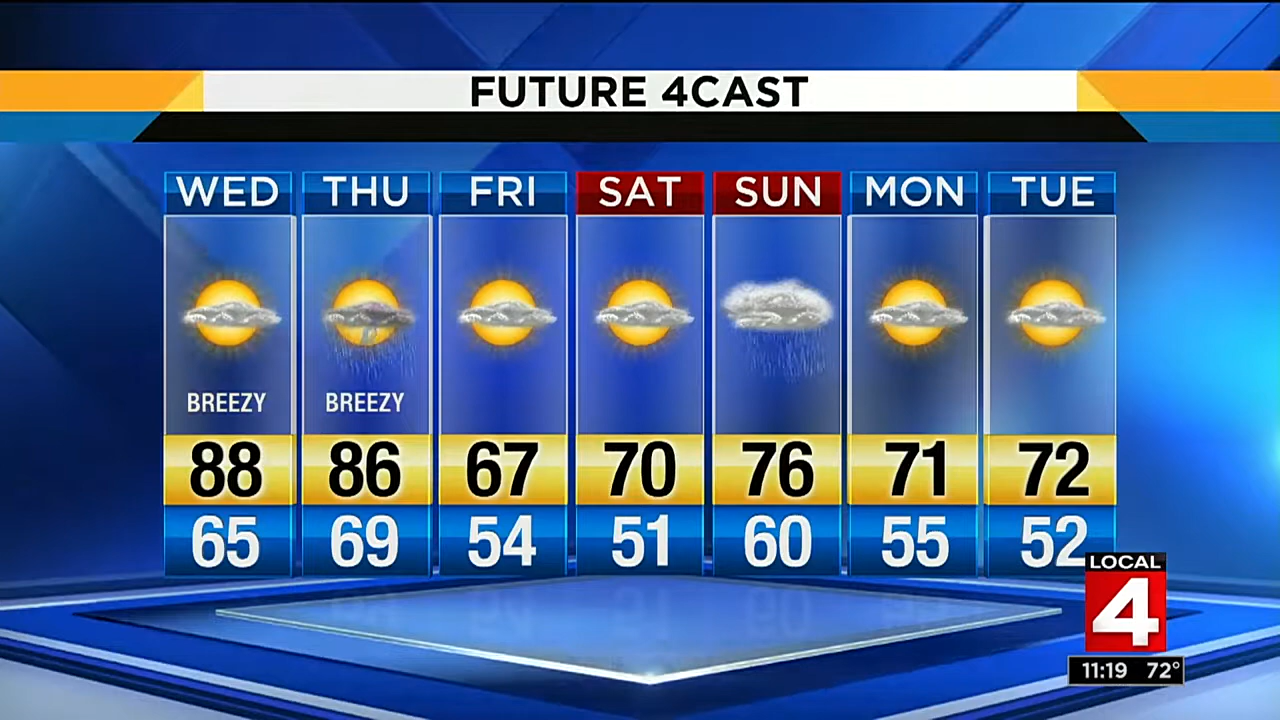 FUTURE 4CAST
WED THU FRI SAT SUN MON TUE
BREEZY BREEZY
88 86 67 70 76 71 72
65 69 54 51 60 55 52
LOCAL
4
11:19 72°